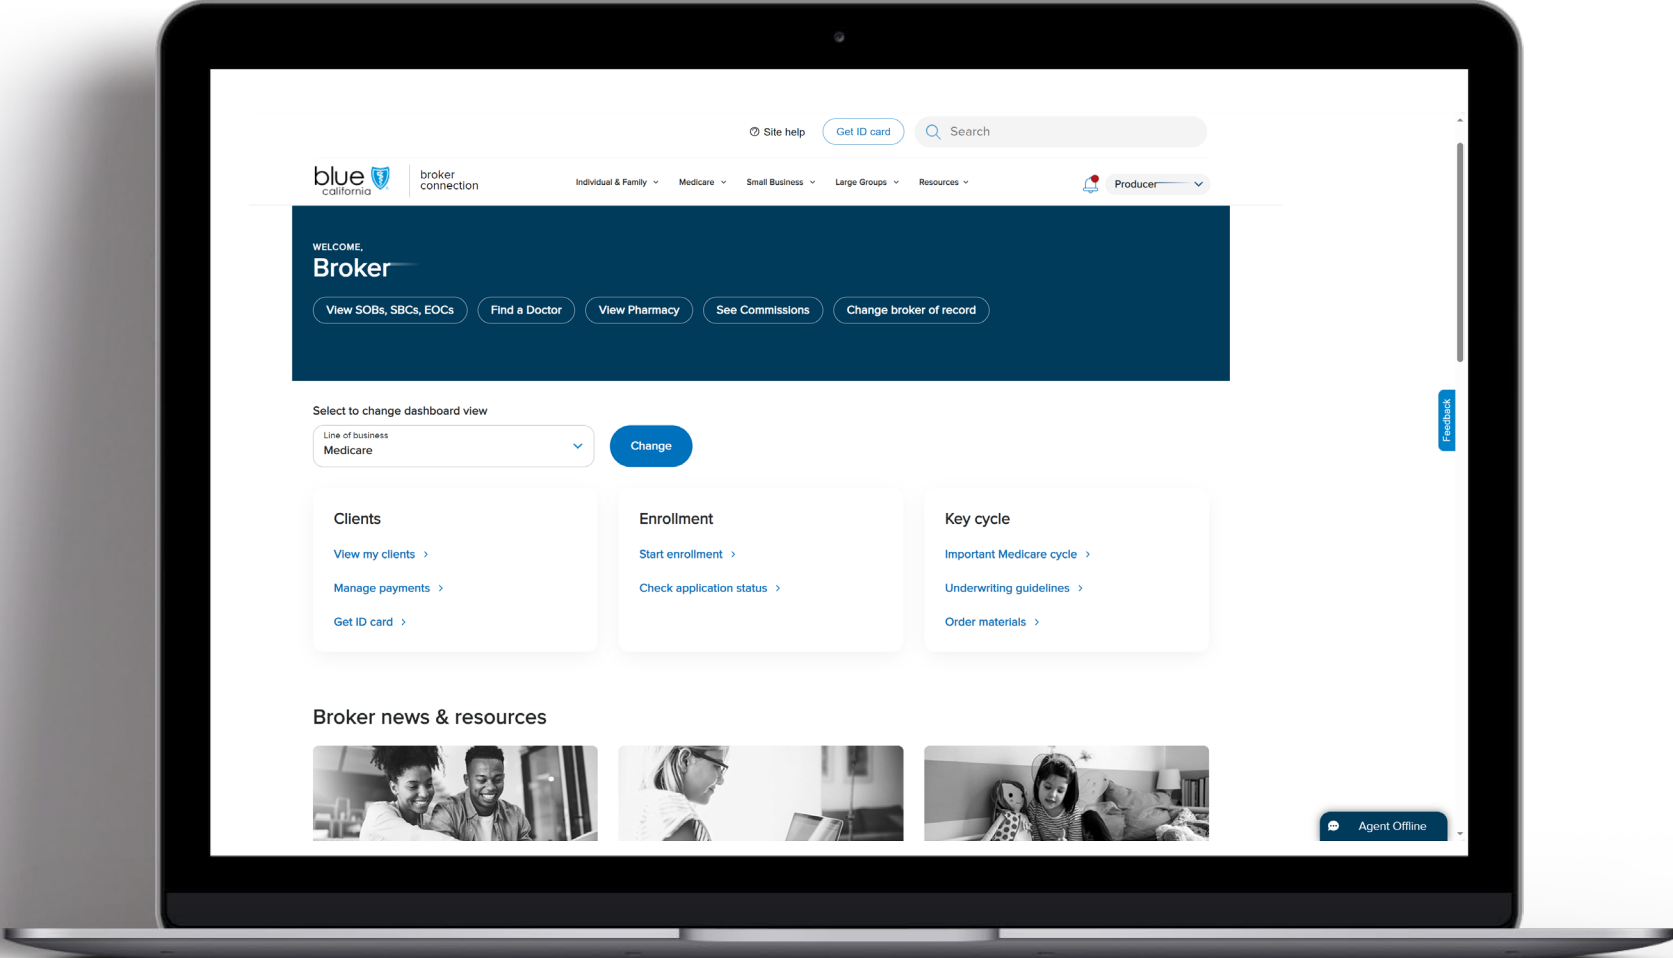 Site help
Get ID card
Search
blue
california
broker
connection
Individual & Family
Medicare
Small Business
Large Groups
Resources
Producer
WELCOME,
Broker
View SOBs, SBCs, EOCs
Find a Doctor
View Pharmacy
See Commissions
Change broker of record
Select to change dashboard view
Line of business
Medicare
Change
Feedback
Clients
View my clients
Manage payments
Get ID card
Enrollment
Start enrollment
Check application status
Key cycle
Important Medicare cycle
Underwriting guidelines
Order materials
Broker news & resources
Agent Offline